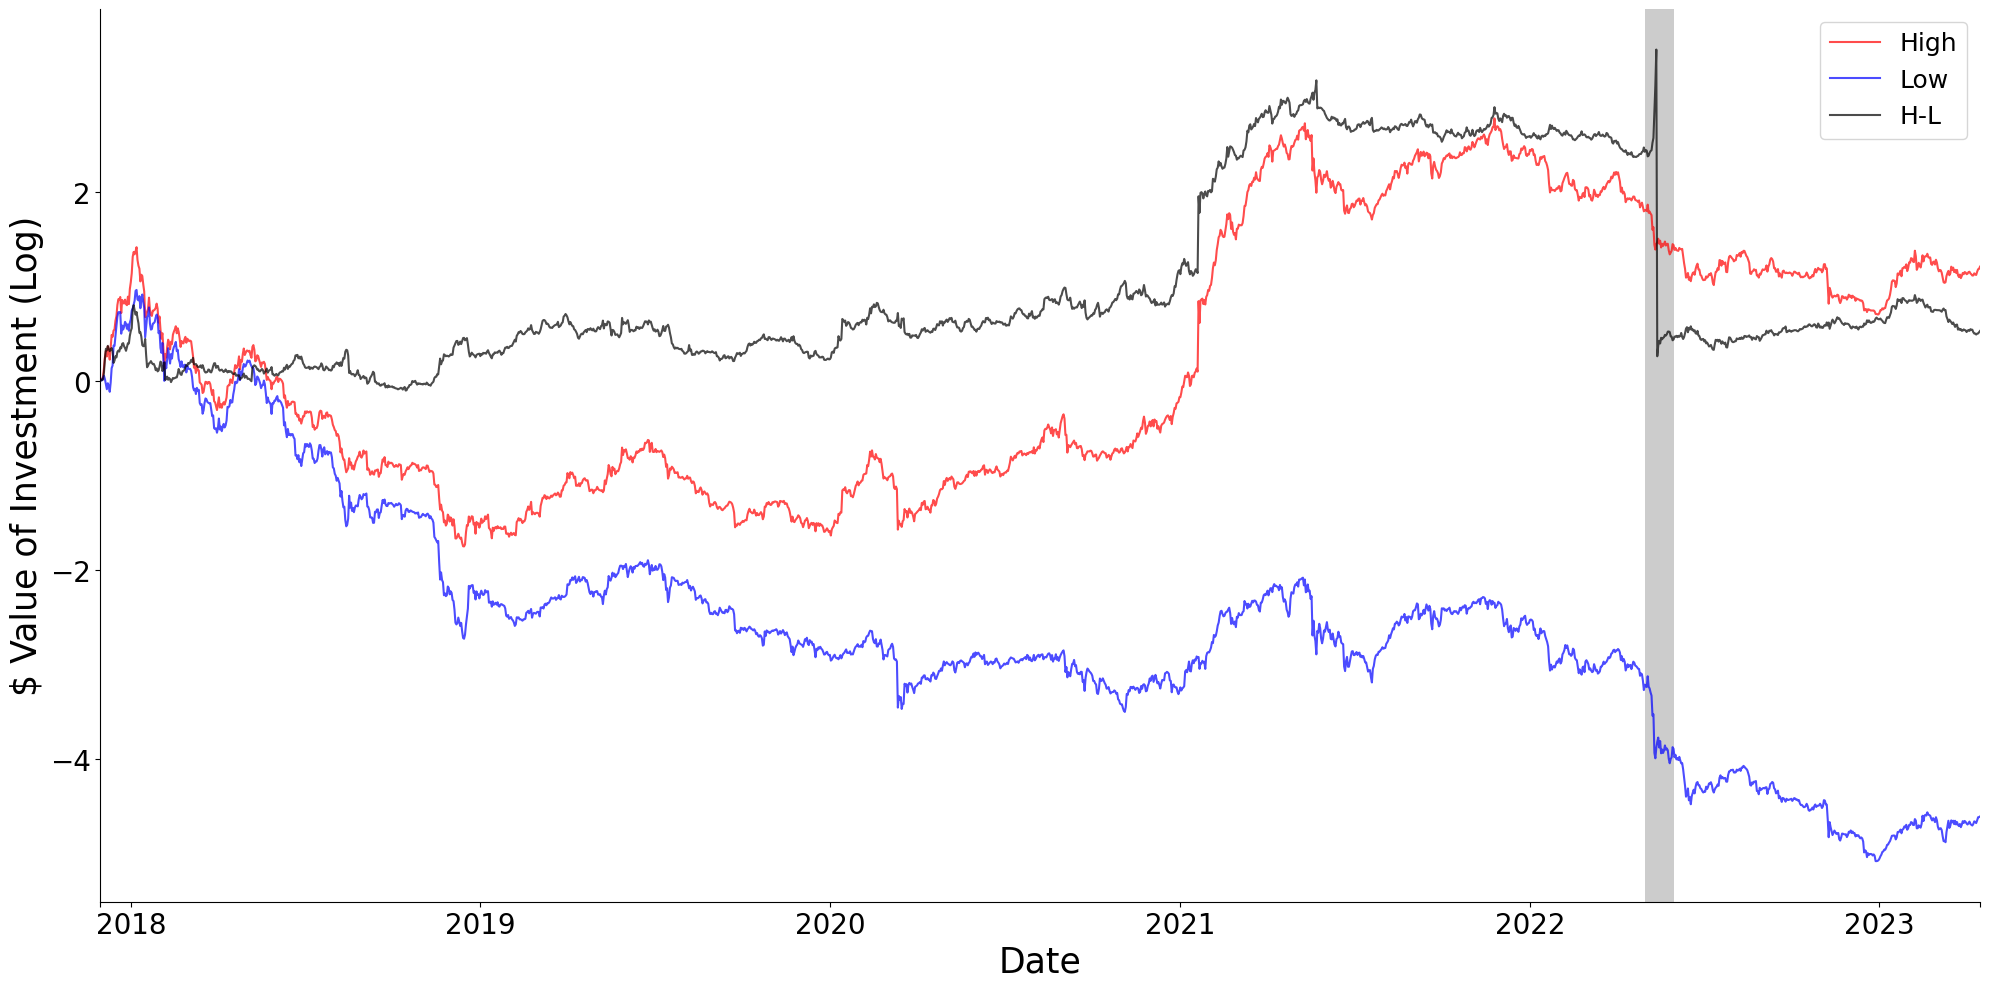 High
Low
H-L
$ Value of Investment (Log)
2
0
−2
−4
2018 2019 2020 2021 2022 2023
Date